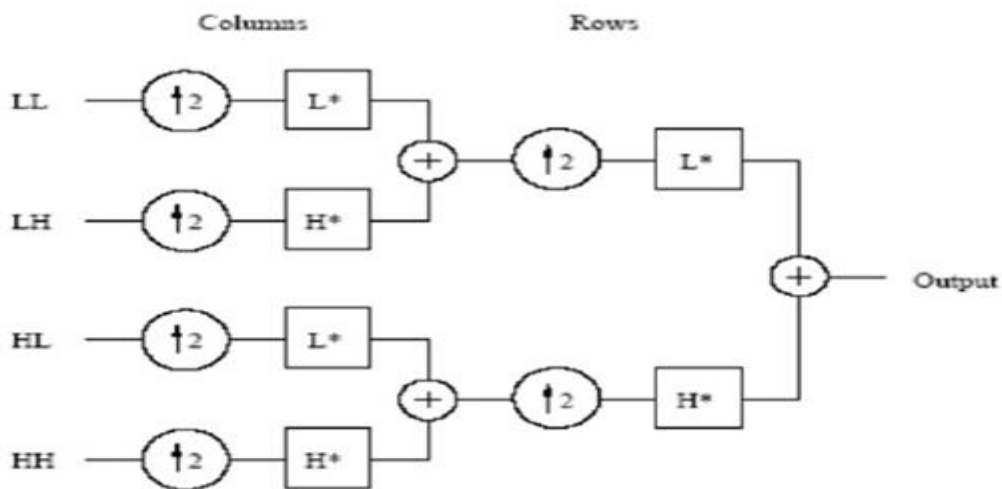 Columns Rows
LL ↑2 L*
+ ↑2 L*
LH ↑2 H*
+ Output
HL ↑2 L*
+ ↑2 H*
HH ↑2 H*